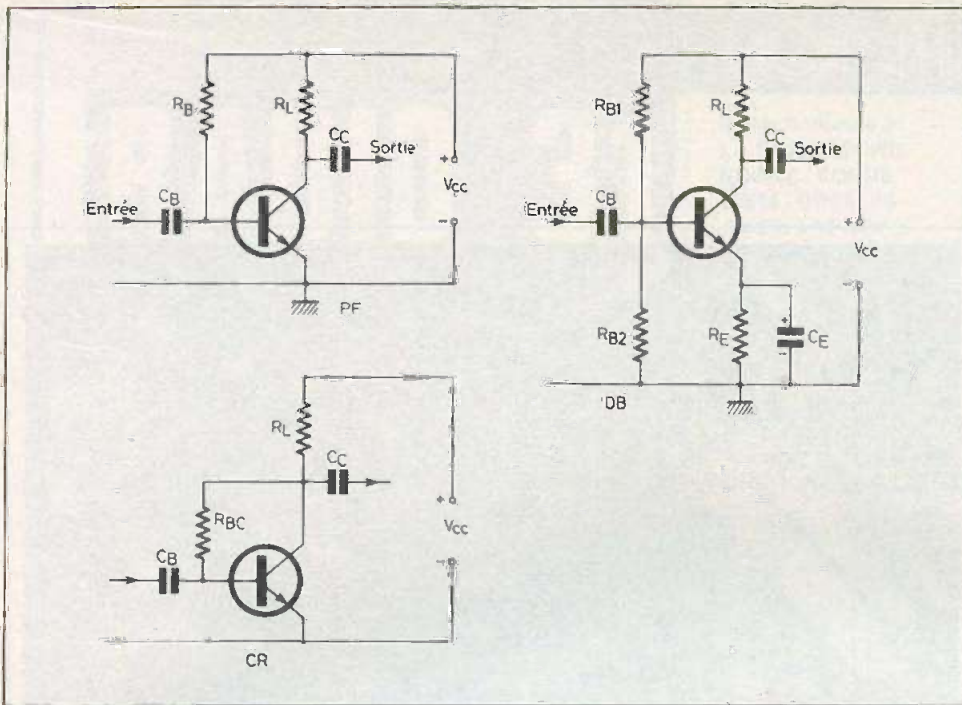 RB
RL
CC
Sortie
+
VCC
-
CB
Entrée
PF
RB1
RL
CC
Sortie
+
VCC
-
CB
Entrée
RB2
RE
+
-
CE
DB
RL
CC
+
VCC
-
RBC
CB
CR